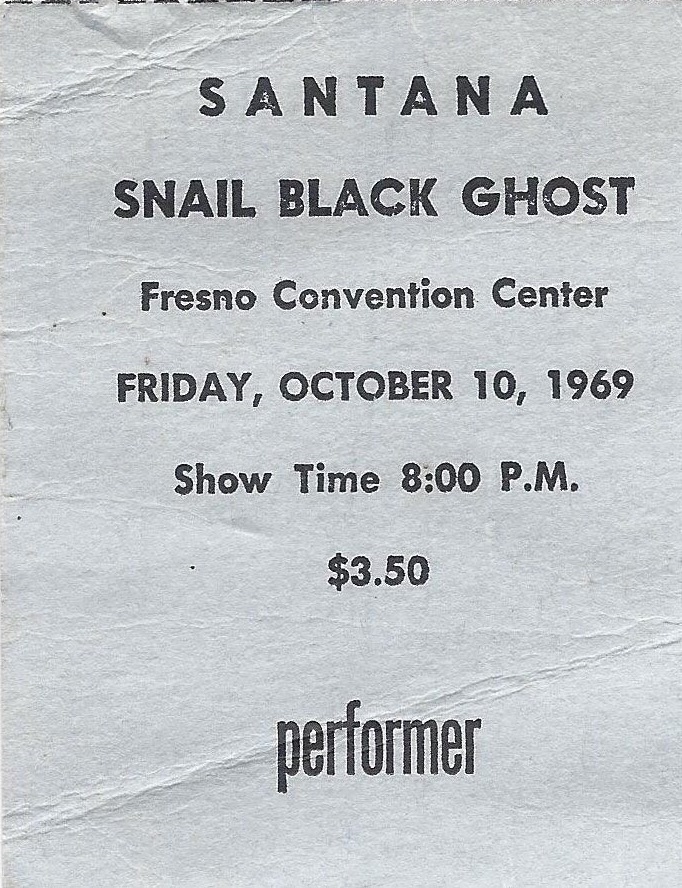 SANTANA
SNAIL BLACK GHOST
Fresno Convention Center
FRIDAY, OCTOBER 10, 1969
Show Time 8:00 P.M.
$3.50
performer